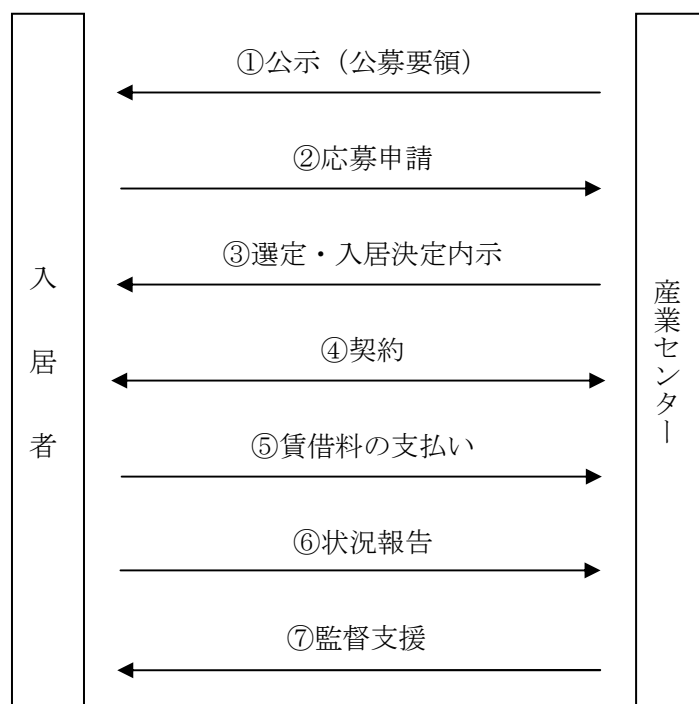 ①公示（公募要領）
②応募申請
③選定・入居決定内示
④契約
⑤賃借料の支払い
⑥状況報告
⑦監督支援
入居者
産業センター